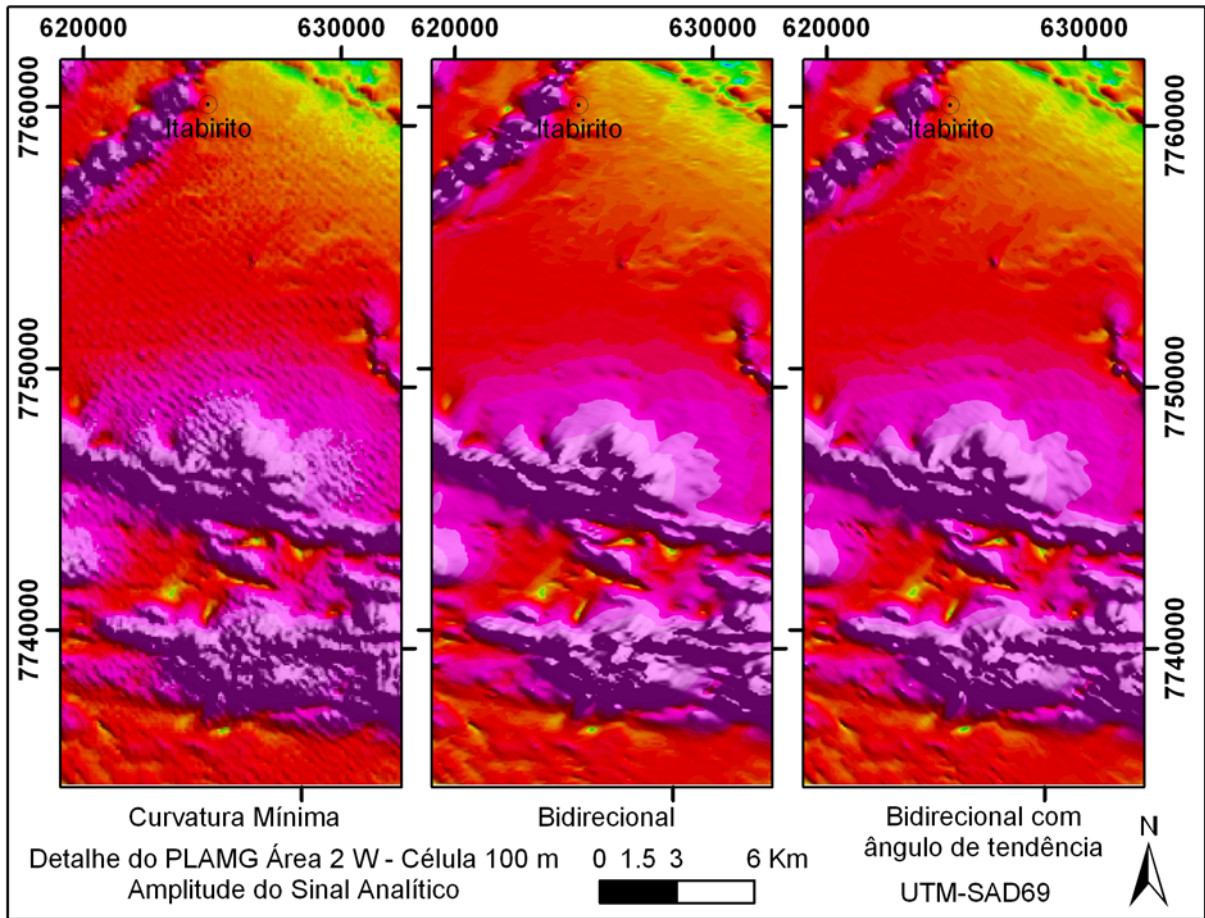 620000 630000 620000 630000 620000 630000
7760000
7760000
Itabirito Itabirito Itabirito
7750000
7750000
7740000
7740000
Curvatura Mínima
Bidirecional
Bidirecional com
ângulo de tendência
N
Detalhe do PLAMG Área 2 W - Célula 100 m
Amplitude do Sinal Analítico
0 1.5 3 6 Km
UTM-SAD69